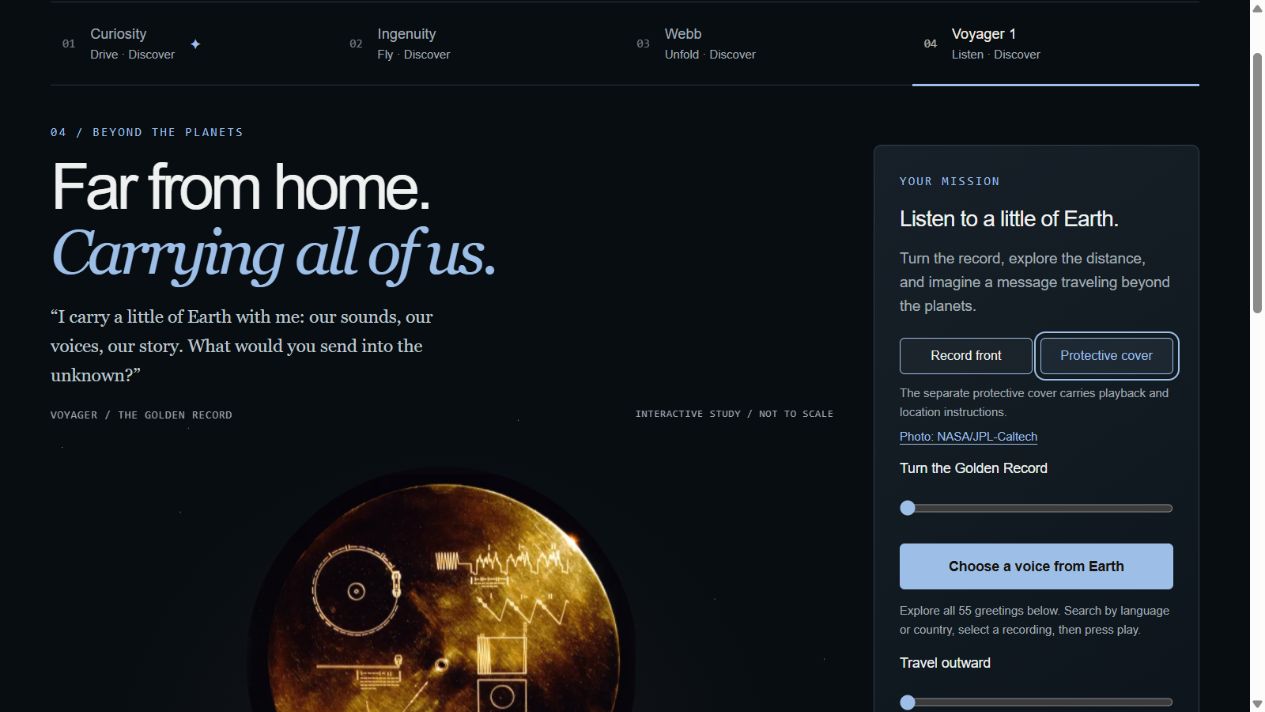 01
Curiosity
Drive · Discover
02
Ingenuity
Fly · Discover
03
Webb
Unfold · Discover
04
Voyager 1
Listen · Discover
04 / BEYOND THE PLANETS
Far from home.
Carrying all of us.
“I carry a little of Earth with me: our sounds, our
voices, our story. What would you send into the
unknown?”
VOYAGER / THE GOLDEN RECORD
INTERACTIVE STUDY / NOT TO SCALE
YOUR MISSION
Listen to a little of Earth.
Turn the record, explore the distance,
and imagine a message traveling beyond
the planets.
Record front
Protective cover
The separate protective cover carries playback and
location instructions.
Photo: NASA/JPL-Caltech
Turn the Golden Record
Choose a voice from Earth
Explore all 55 greetings below. Search by language
or country, select a recording, then press play.
Travel outward